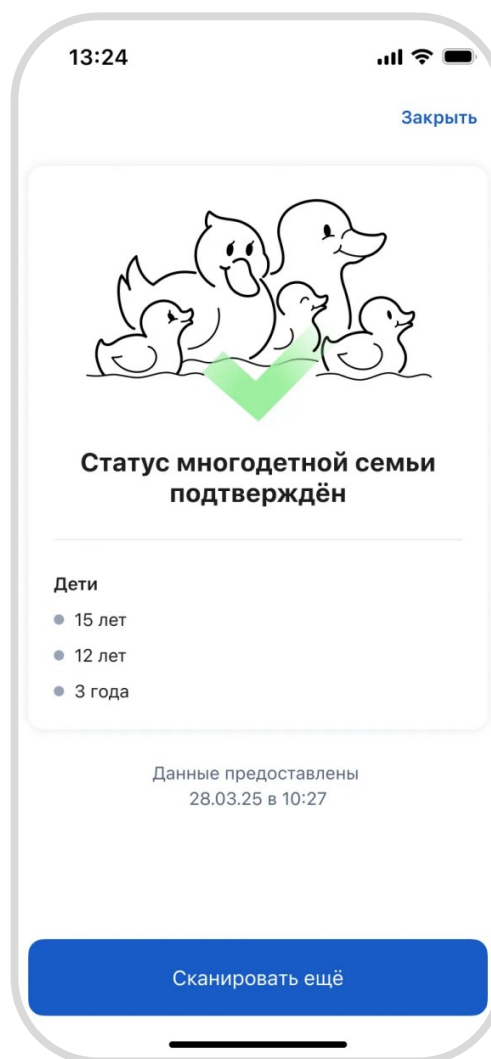 13:24
Закрыть
Статус многодетной семьи
подтверждён
Дети
15 лет
12 лет
3 года
Данные предоставлены
28.03.25 в 10:27
Сканировать ещё